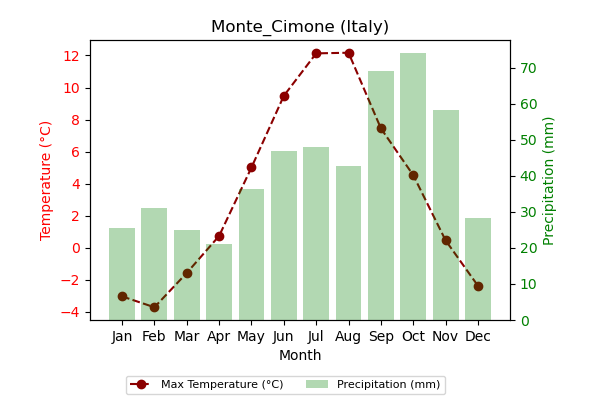 Monte_Cimone (Italy)
12
10
8
6
4
2
0
−2
−4
Temperature (°C)
70
60
50
40
30
20
10
0
Precipitation (mm)
Jan Feb Mar Apr May Jun Jul Aug Sep Oct Nov Dec
Month
Max Temperature (°C) Precipitation (mm)